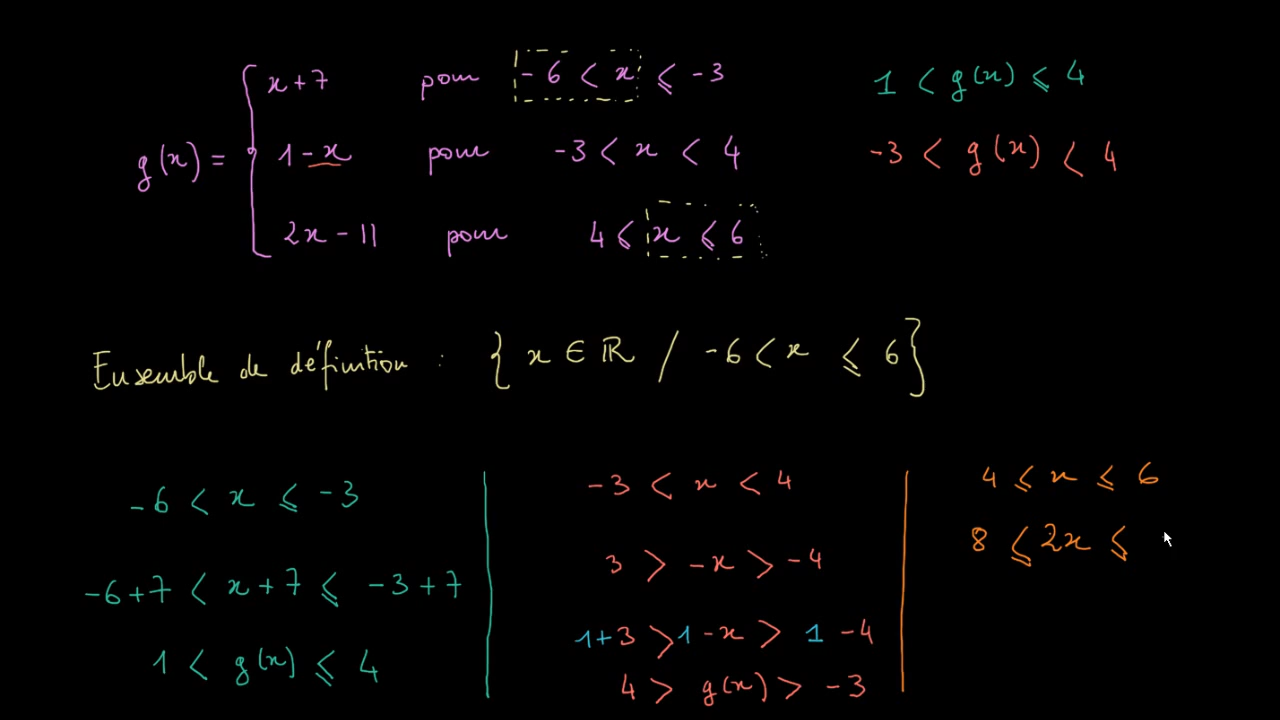 x+7 pour -6 < x ⩽ -3 1 < g(x) ⩽ 4
g(x) = { 1-x pour -3 < x < 4 -3 < g(x) < 4
2x - 11 pour 4 ⩽ x ⩽ 6
Ensemble de définition : { x ∈ ℝ / -6 < x ⩽ 6 }
-6 < x ⩽ -3
-6+7 < x+7 ⩽ -3+7
1 < g(x) ⩽ 4
-3 < x < 4
3 > -x > -4
1+3 > 1-x > 1-4
4 > g(x) > -3
4 ⩽ x ⩽ 6
8 ⩽ 2x ⩽